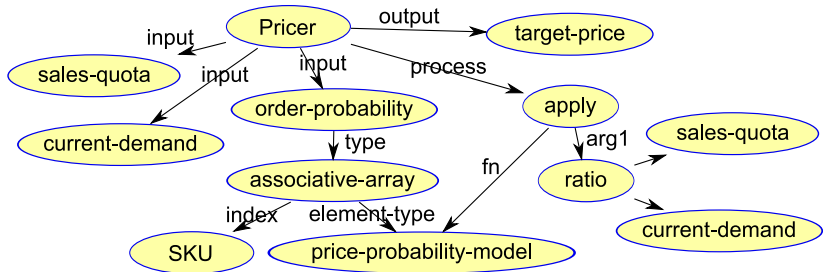 output
Pricer
target-price
input
process
sales-quota
input
input
order-probability
apply
current-demand
type
arg1
sales-quota
fn
associative-array
ratio
index
element-type
current-demand
SKU
price-probability-model